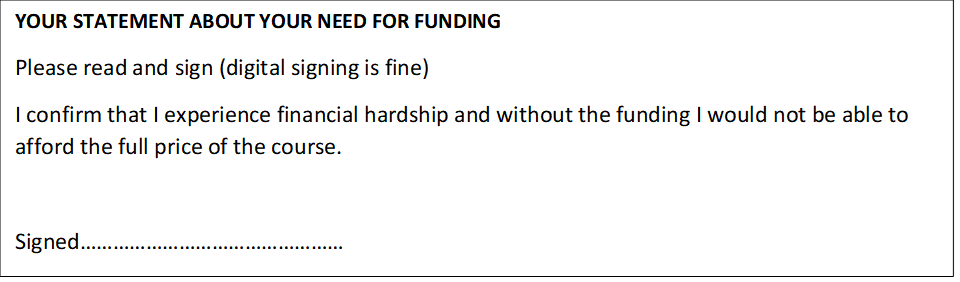 YOUR STATEMENT ABOUT YOUR NEED FOR FUNDING
Please read and sign (digital signing is fine)
I confirm that I experience financial hardship and without the funding I would not be able to
afford the full price of the course.
Signed…………………………………………